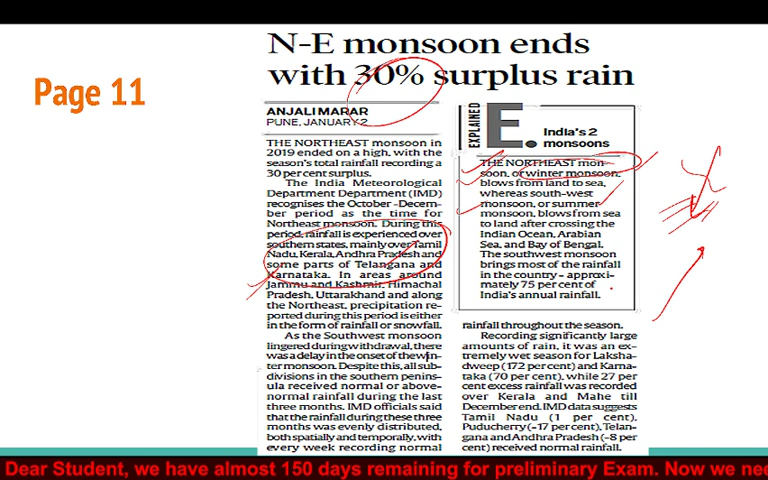 N-E monsoon ends
with 30% surplus rain
Page 11
ANJALI MARAR
PUNE, JANUARY 2
THE NORTHEAST monsoon in
2019 ended on a high, with the
season's total rainfall recording a
30 per cent surplus.
The India Meteorological
Department Department (IMD)
recognises the October -Decem-
ber period as the time for
Northeast monsoon. During this
period, rainfall is experienced over
southern states, mainly over Tamil
Nadu, Kerala, Andhra Pradesh and
some parts of Telangana and
Karnataka. In areas around
Jammu and Kashmir, Himachal
Pradesh, Uttarakhand and along
the Northeast, precipitation re-
ported during this period is either
in the form of rainfall or snowfall.
As the Southwest monsoon
lingered during withdrawal, there
was a delay in the onset of the win-
ter monsoon. Despite this, all sub-
divisions in the southern penins-
ula received normal or above-
normal rainfall during the last
three months. IMD officials said
that the rainfall during these three
months was evenly distributed,
both spatially and temporally, with
every week recording normal
EXPLAINED
E.
India's 2
monsoons
THE NORTHEAST mon-
soon, or winter monsoon,
blows from land to sea,
whereas south-west
monsoon, or summer
monsoon, blows from sea
to land after crossing the
Indian Ocean, Arabian
Sea, and Bay of Bengal.
The southwest monsoon
brings most of the rainfall
in the country – approxi-
mately 75 per cent of
India's annual rainfall.
rainfall throughout the season.
Recording significantly large
amounts of rain, it was an ex-
tremely wet season for Laksha-
dweep (172 per cent) and Karna-
taka (70 per cent), while 27 per
cent excess rainfall was recorded
over Kerala and Mahe till
December end. IMD data suggests
Tamil Nadu (1 per cent),
Puducherry (-17 per cent), Telan-
gana and Andhra Pradesh (-8 per
cent) received normal rainfall.
Dear Student, we have almost 150 days remaining for preliminary Exam. Now we nee